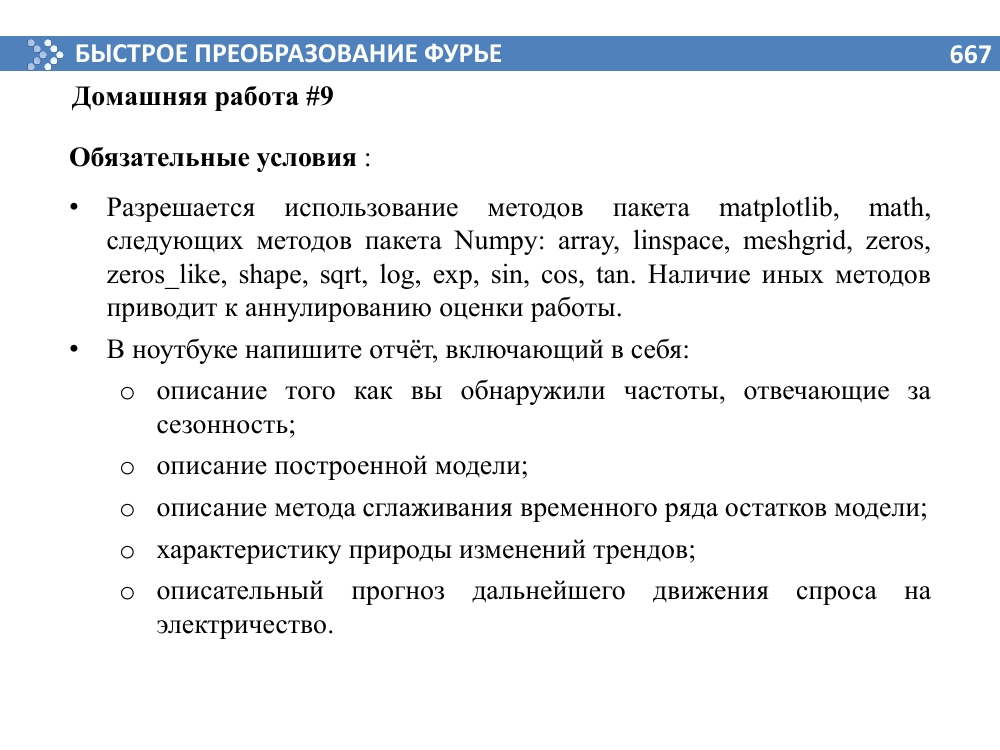 БЫСТРОЕ ПРЕОБРАЗОВАНИЕ ФУРЬЕ 667
Домашняя работа #9
Обязательные условия :
• Разрешается использование методов пакета matplotlib, math,
следующих методов пакета Numpy: array, linspace, meshgrid, zeros,
zeros_like, shape, sqrt, log, exp, sin, cos, tan. Наличие иных методов
приводит к аннулированию оценки работы.
• В ноутбуке напишите отчёт, включающий в себя:
o описание того как вы обнаружили частоты, отвечающие за
сезонность;
o описание построенной модели;
o описание метода сглаживания временного ряда остатков модели;
o характеристику природы изменений трендов;
o описательный прогноз дальнейшего движения спроса на
электричество.